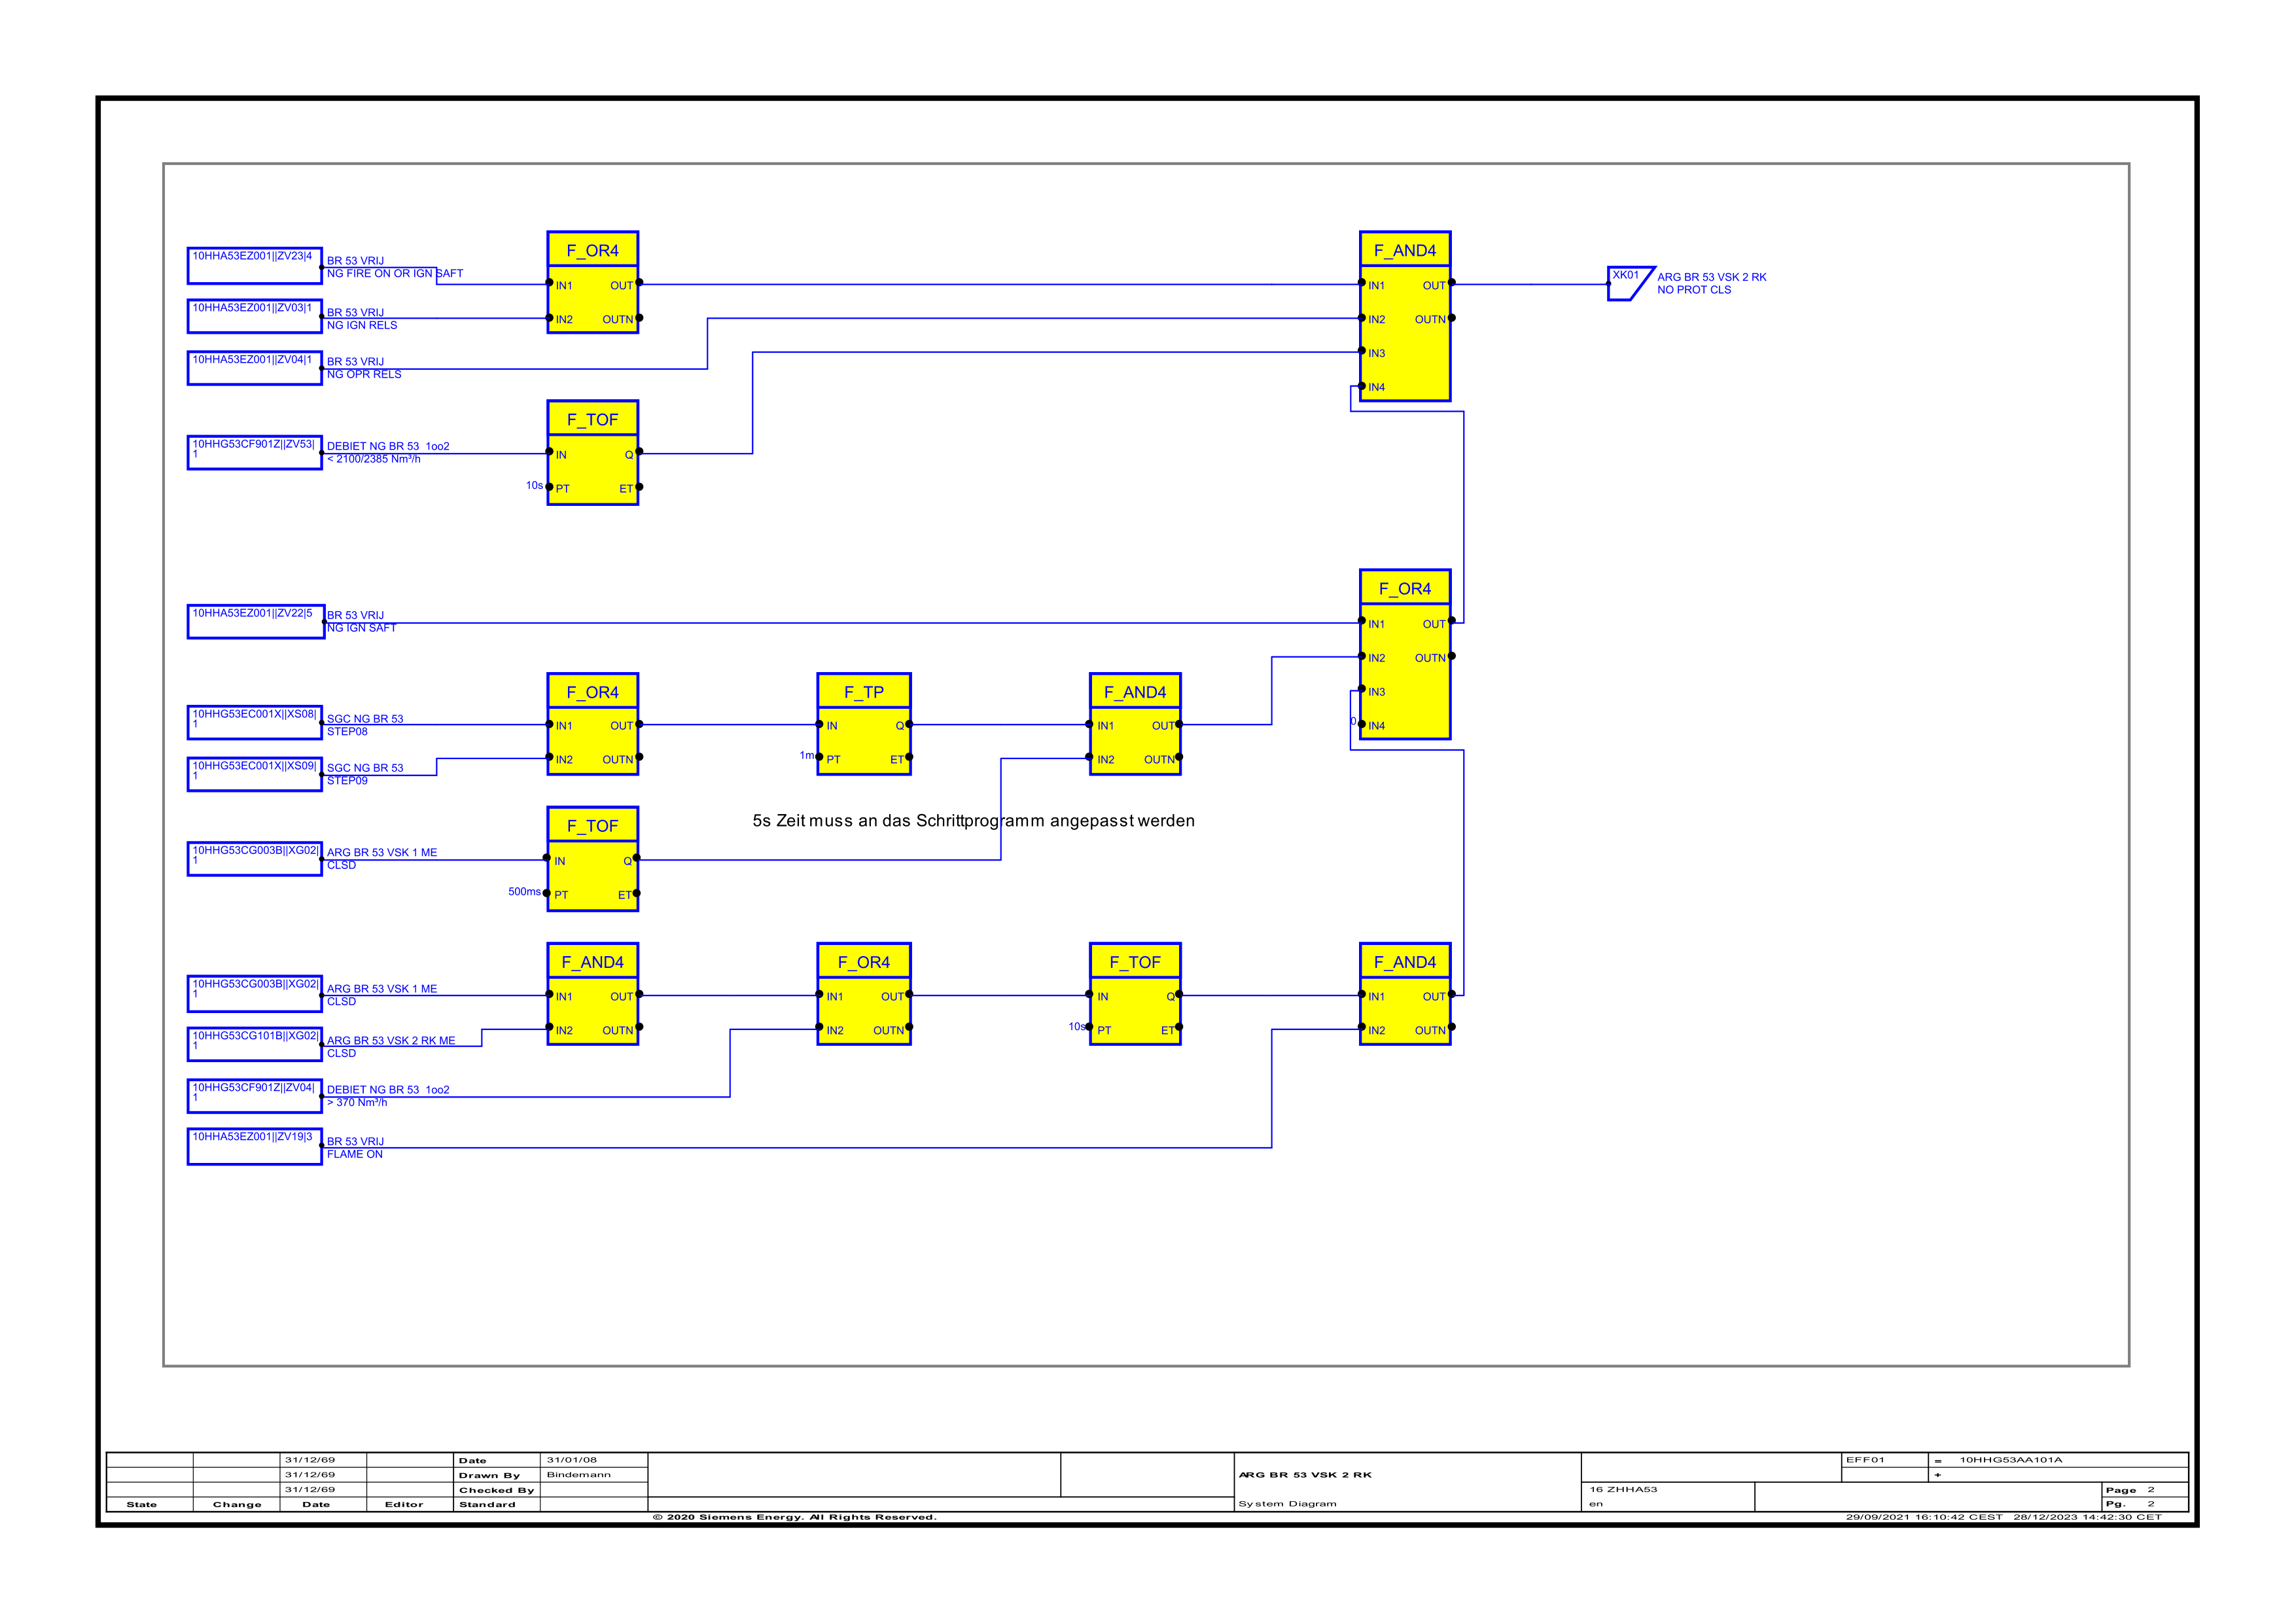 F_OR4
F_AND4
10HHA53EZ001||ZV23|4
BR 53 VRIJ
NG FIRE ON OR IGN SAFT
IN1
OUT
IN1
OUT
XK01
ARG BR 53 VSK 2 RK
NO PROT CLS
10HHA53EZ001||ZV03|1
BR 53 VRIJ
NG IGN RELS
IN2
OUTN
IN2
OUTN
10HHA53EZ001||ZV04|1
BR 53 VRIJ
NG OPR RELS
IN3
IN4
F_TOF
10HHG53CF901Z||ZV53|
1
DEBIET NG BR 53  1oo2
< 2100/2385 Nm³/h
IN
Q
10s
PT
ET
F_OR4
10HHA53EZ001||ZV22|5
BR 53 VRIJ
NG IGN SAFT
IN1
OUT
IN2
OUTN
IN3
0
IN4
F_OR4
F_TP
F_AND4
10HHG53EC001X||XS08|
1
SGC NG BR 53
STEP08
IN1
OUT
IN
Q
IN1
OUT
10HHG53EC001X||XS09|
1
SGC NG BR 53
STEP09
IN2
OUTN
1m
PT
ET
IN2
OUTN
5s Zeit muss an das Schrittprogramm angepasst werden
F_TOF
10HHG53CG003B||XG02|
1
ARG BR 53 VSK 1 ME
CLSD
IN
Q
500ms
PT
ET
F_AND4
F_OR4
F_TOF
F_AND4
10HHG53CG003B||XG02|
1
ARG BR 53 VSK 1 ME
CLSD
IN1
OUT
IN1
OUT
IN
Q
IN1
OUT
10HHG53CG101B||XG02|
1
ARG BR 53 VSK 2 RK ME
CLSD
IN2
OUTN
IN2
OUTN
10s
PT
ET
IN2
OUTN
10HHG53CF901Z||ZV04|
1
DEBIET NG BR 53  1oo2
> 370 Nm³/h
10HHA53EZ001||ZV19|3
BR 53 VRIJ
FLAME ON
31/12/69
Date
31/01/08
EFF01
=
10HHG53AA101A
31/12/69
Drawn By
Bindemann
ARG BR 53 VSK 2 RK
+
31/12/69
Checked By
16 ZHHA53
Page
2
State
Change
Date
Editor
Standard
System Diagram
en
Pg.
2
© 2020 Siemens Energy. All Rights Reserved.
29/09/2021 16:10:42 CEST
28/12/2023 14:42:30 CET